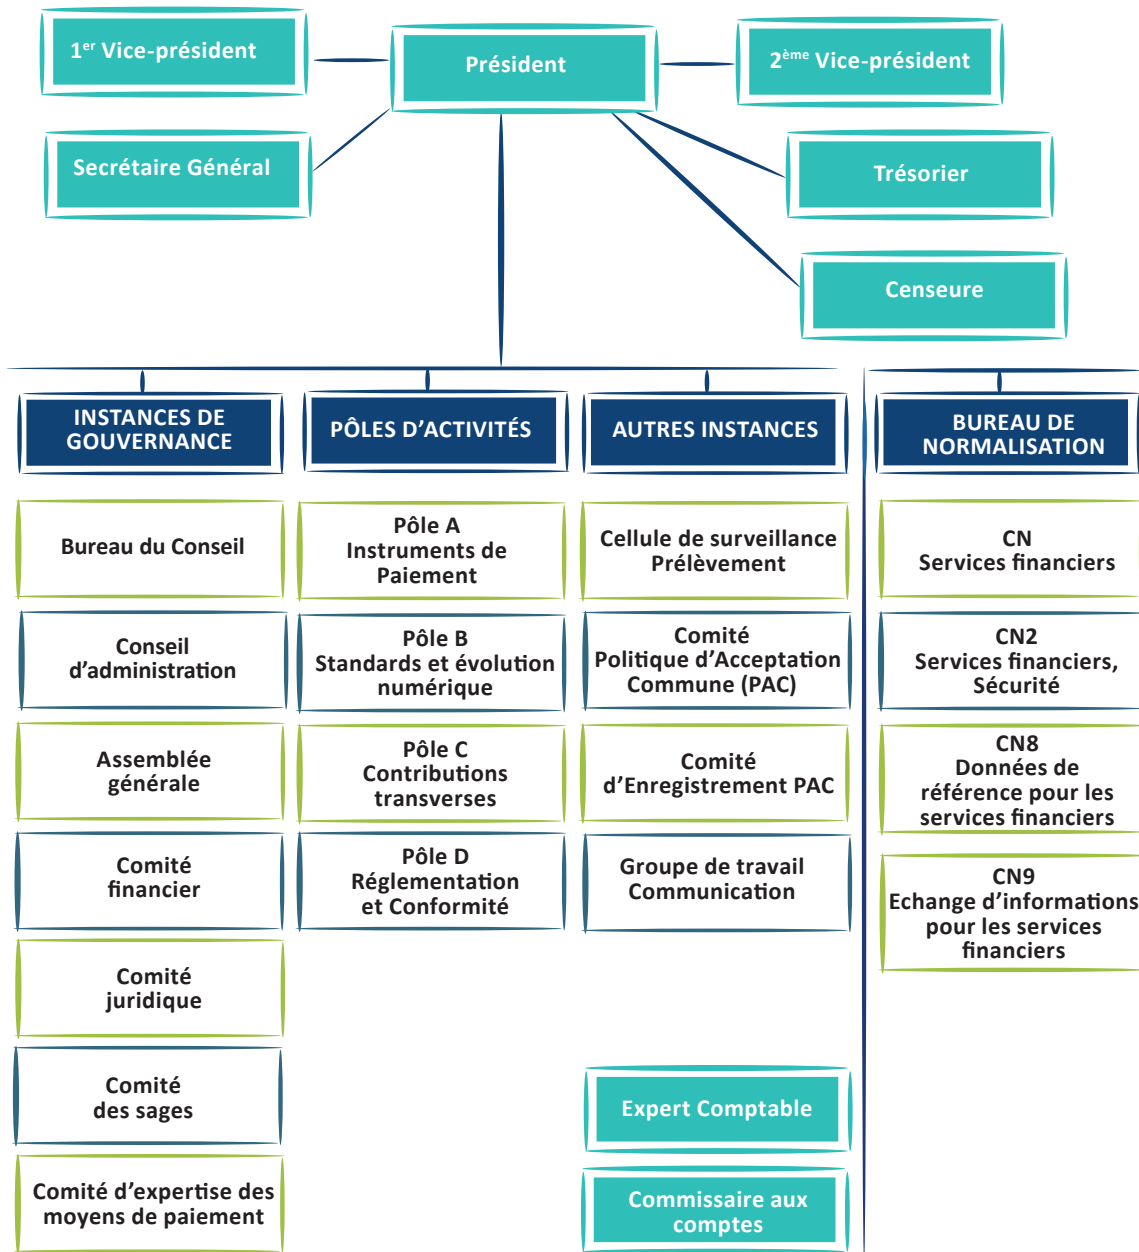 1er Vice-président
Président
2ème Vice-président
Secrétaire Général
Trésorier
Censeure
INSTANCES DE
GOUVERNANCE
Bureau du Conseil
Conseil
d'administration
Assemblée
générale
Comité
financier
Comité
juridique
Comité
des sages
Comité d'expertise des
moyens de paiement
PÔLES D'ACTIVITÉS
Pôle A
Instruments de
Paiement
Pôle B
Standards et évolution
numérique
Pôle C
Contributions
transverses
Pôle D
Réglementation
et Conformité
AUTRES INSTANCES
Cellule de surveillance
Prélèvement
Comité
Politique d'Acceptation
Commune (PAC)
Comité
d'Enregistrement PAC
Groupe de travail
Communication
Expert Comptable
Commissaire aux
comptes
BUREAU DE
NORMALISATION
CN
Services financiers
CN2
Services financiers,
Sécurité
CN8
Données de
référence pour les
services financiers
CN9
Echange d'informations
pour les services
financiers